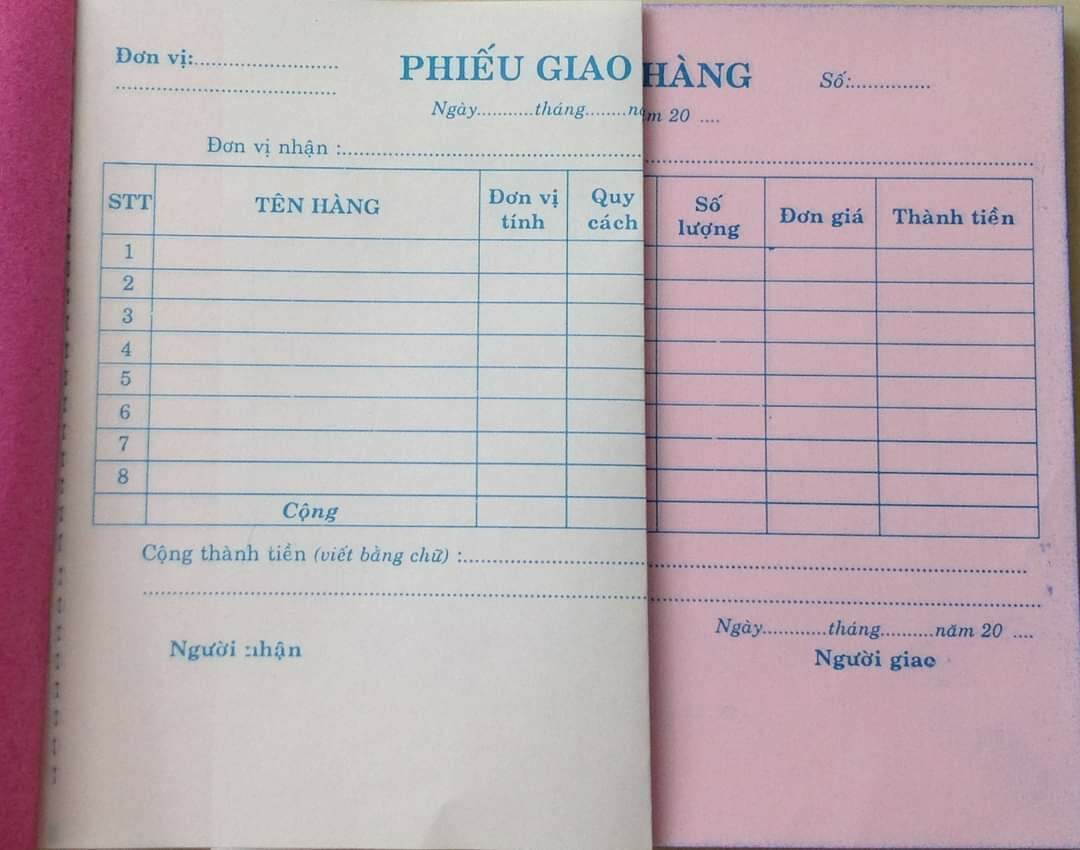 Đơn vị:........................ PHIẾU GIAO HÀNG Số:..............
......................................
Ngày...........tháng........năm 20 ....
Đơn vị nhận :....................................................................................................................
STT TÊN HÀNG Đơn vị tính Quy cách Số lượng Đơn giá Thành tiền
1
2
3
4
5
6
7
8
Cộng
Cộng thành tiền (viết bằng chữ) :................................................................................................
..........................................................................................................................................................
Ngày............tháng..........năm 20 ....
Người nhận Người giao